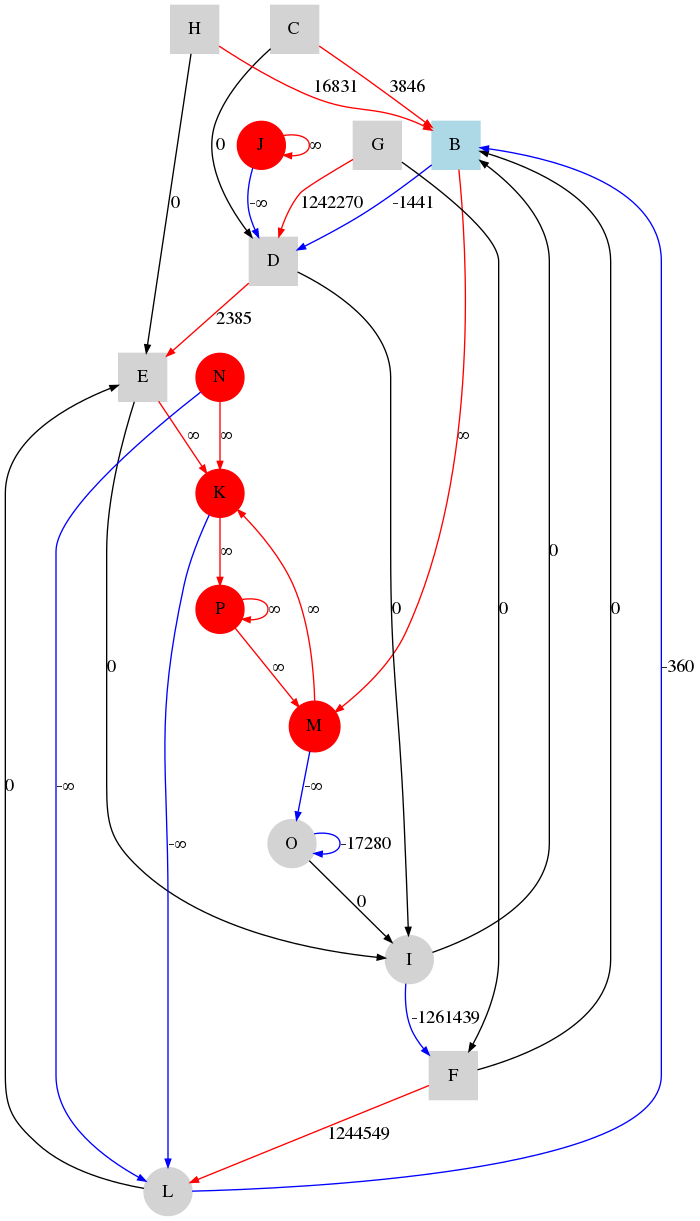 H C
16831 3846
J ∞ G B
0
0 -∞ 1242270 -1441
D
2385
E N
∞ ∞ ∞
K
∞ 0
P ∞ ∞ 0 0 0
0 ∞ -360
M
0 -∞ -∞
O -17280
-∞
0
I
-1261439
F
1244549
L